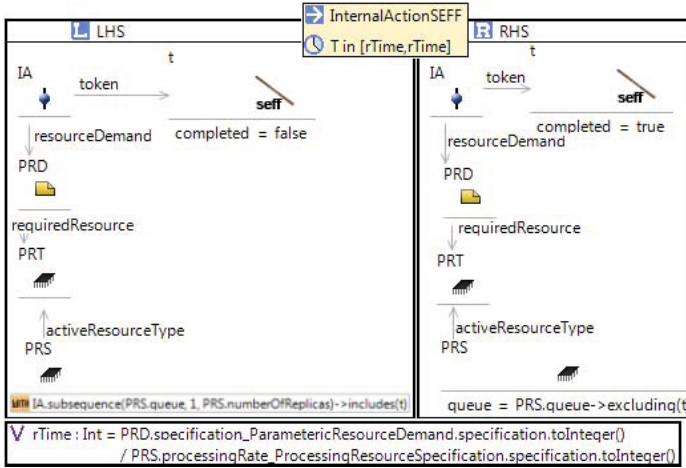 InternalActionSEFF
T in [rTime,rTime]
L LHS
R RHS
t
IA
token
seff
completed = false
resourceDemand
PRD
requiredResource
PRT
activeResourceType
PRS
WITH IA.subsequence(PRS.queue, 1, PRS.numberOfReplicas)->includes(t)
t
IA
token
seff
completed = true
resourceDemand
PRD
requiredResource
PRT
activeResourceType
PRS
queue = PRS.queue->excluding(t
V rTime : Int = PRD.specification_ParametericResourceDemand.specification.toInteger()
/ PRS.processingRate_ProcessingResourceSpecification.specification.toInteger()